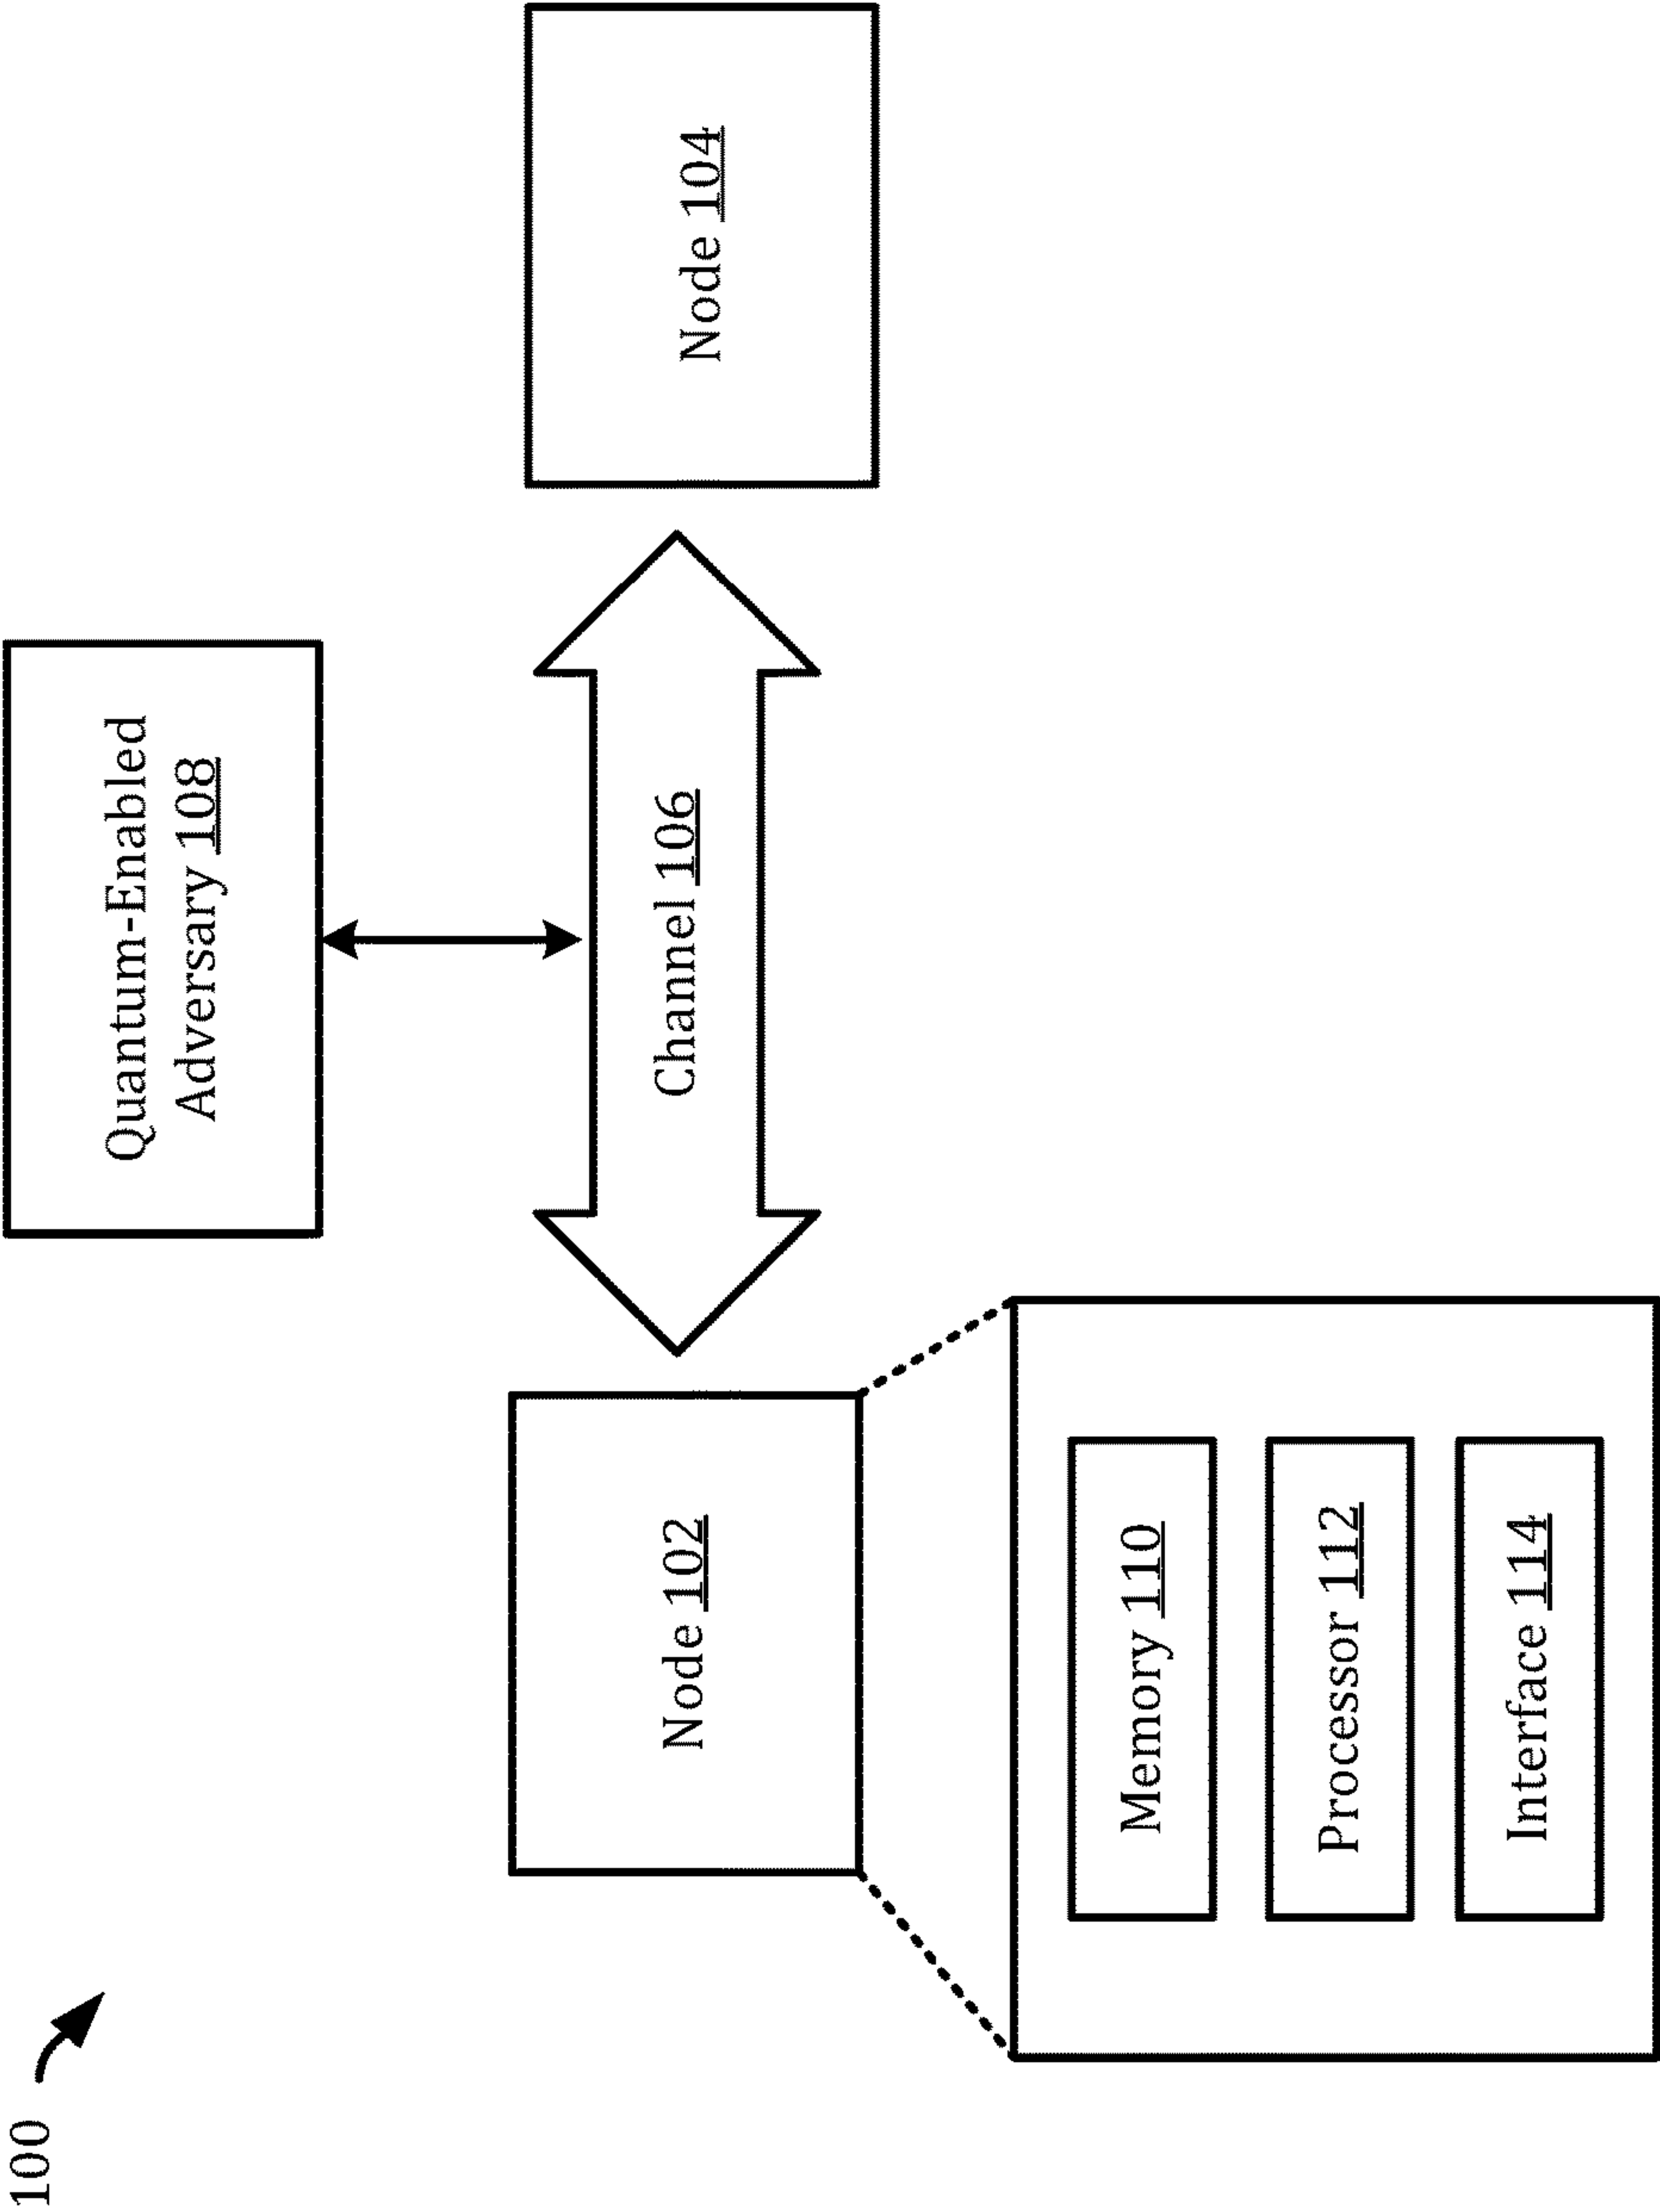 100
Quantum-Enabled
Adversary 108
Node 102
Channel 106
Node 104
Memory 110
Processor 112
Interface 114